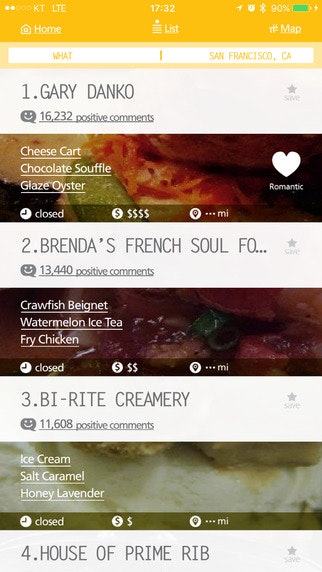 KT LTE 17:32 90%
Home List Map
WHAT SAN FRANCISCO, CA
1.GARY DANKO
save
16,232 positive comments
Cheese Cart
Chocolate Souffle
Glaze Oyster
Romantic
closed $ $$$$ ••• mi
2.BRENDA'S FRENCH SOUL FO...
save
13,440 positive comments
Crawfish Beignet
Watermelon Ice Tea
Fry Chicken
closed $ $$ ••• mi
3.BI-RITE CREAMERY
save
11,608 positive comments
Ice Cream
Salt Caramel
Honey Lavender
closed $ $ ••• mi
4.HOUSE OF PRIME RIB
save